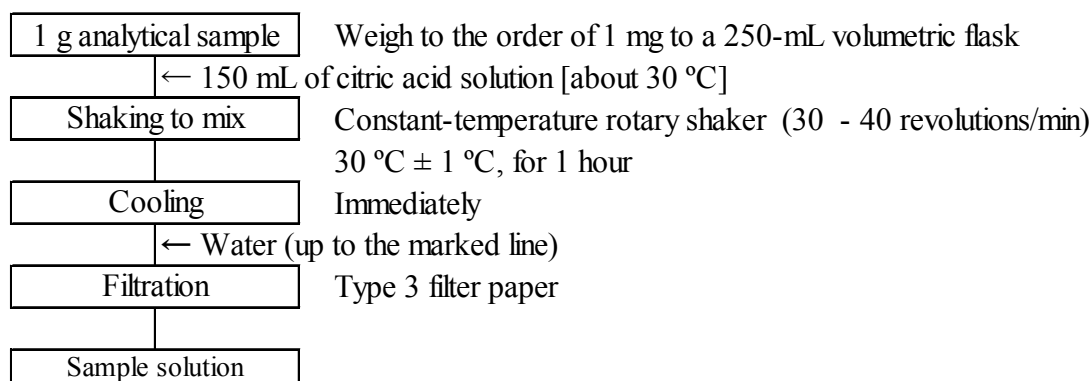 1 g analytical sample Weigh to the order of 1 mg to a 250-mL volumetric flask
← 150 mL of citric acid solution [about 30 ºC]
Shaking to mix Constant-temperature rotary shaker (30 - 40 revolutions/min)
30 ºC ± 1 ºC, for 1 hour
Cooling Immediately
← Water (up to the marked line)
Filtration Type 3 filter paper
Sample solution